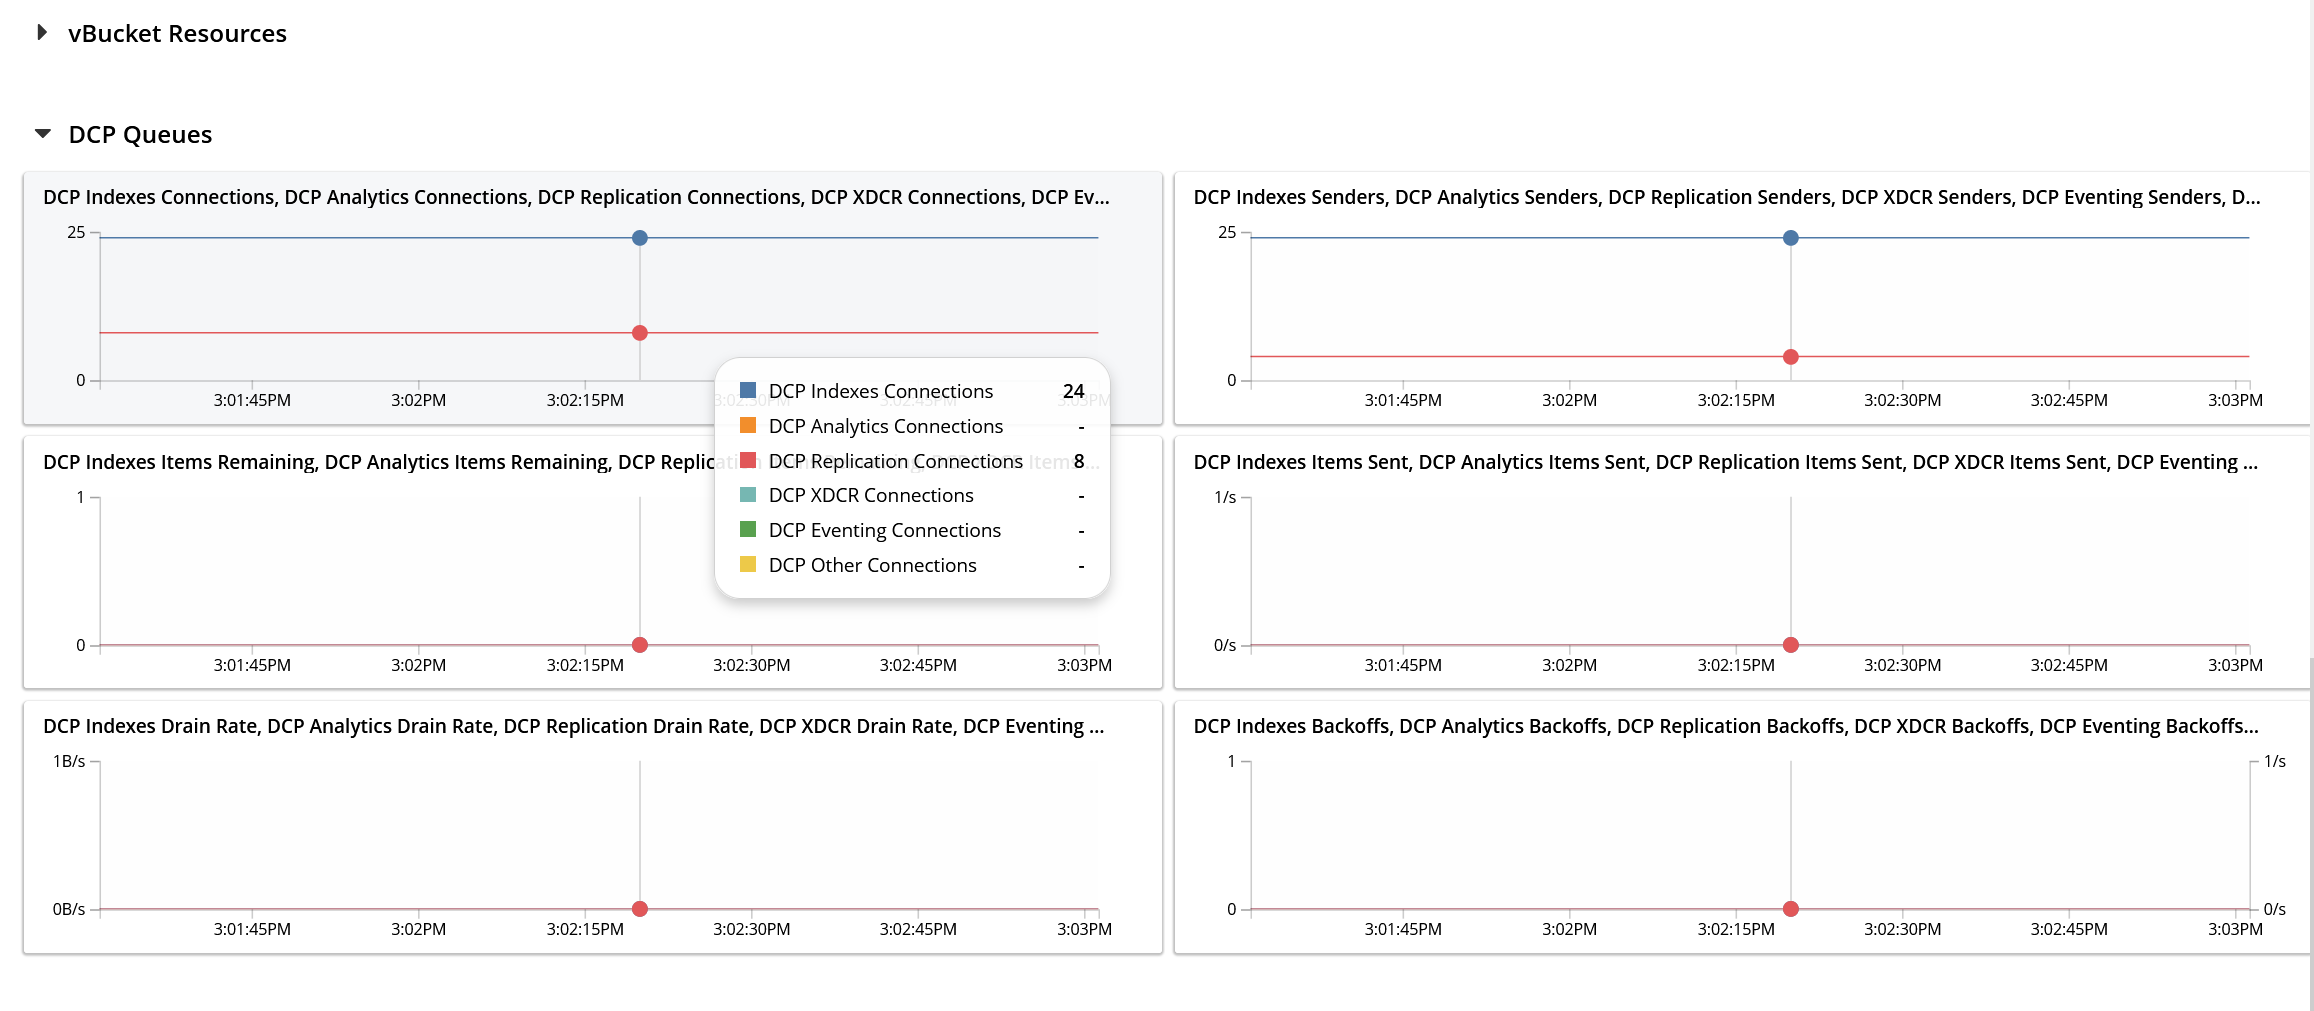 vBucket Resources
DCP Queues
DCP Indexes Connections, DCP Analytics Connections, DCP Replication Connections, DCP XDCR Connections, DCP Ev...
25
0
3:01:45PM 3:02PM 3:02:15PM 3:02:30PM 3:02:45PM 3:03PM
DCP Indexes Senders, DCP Analytics Senders, DCP Replication Senders, DCP XDCR Senders, DCP Eventing Senders, D...
25
0
3:01:45PM 3:02PM 3:02:15PM 3:02:30PM 3:02:45PM 3:03PM
DCP Indexes Connections 24
DCP Analytics Connections -
DCP Replication Connections 8
DCP XDCR Connections -
DCP Eventing Connections -
DCP Other Connections -
DCP Indexes Items Remaining, DCP Analytics Items Remaining, DCP Replication Items
1
0
3:01:45PM 3:02PM 3:02:15PM 3:02:30PM 3:02:45PM 3:03PM
DCP Indexes Items Sent, DCP Analytics Items Sent, DCP Replication Items Sent, DCP XDCR Items Sent, DCP Eventing ...
1/s
0/s
3:01:45PM 3:02PM 3:02:15PM 3:02:30PM 3:02:45PM 3:03PM
DCP Indexes Drain Rate, DCP Analytics Drain Rate, DCP Replication Drain Rate, DCP XDCR Drain Rate, DCP Eventing ...
1B/s
0B/s
3:01:45PM 3:02PM 3:02:15PM 3:02:30PM 3:02:45PM 3:03PM
DCP Indexes Backoffs, DCP Analytics Backoffs, DCP Replication Backoffs, DCP XDCR Backoffs, DCP Eventing Backoffs...
1 1/s
0 0/s
3:01:45PM 3:02PM 3:02:15PM 3:02:30PM 3:02:45PM 3:03PM